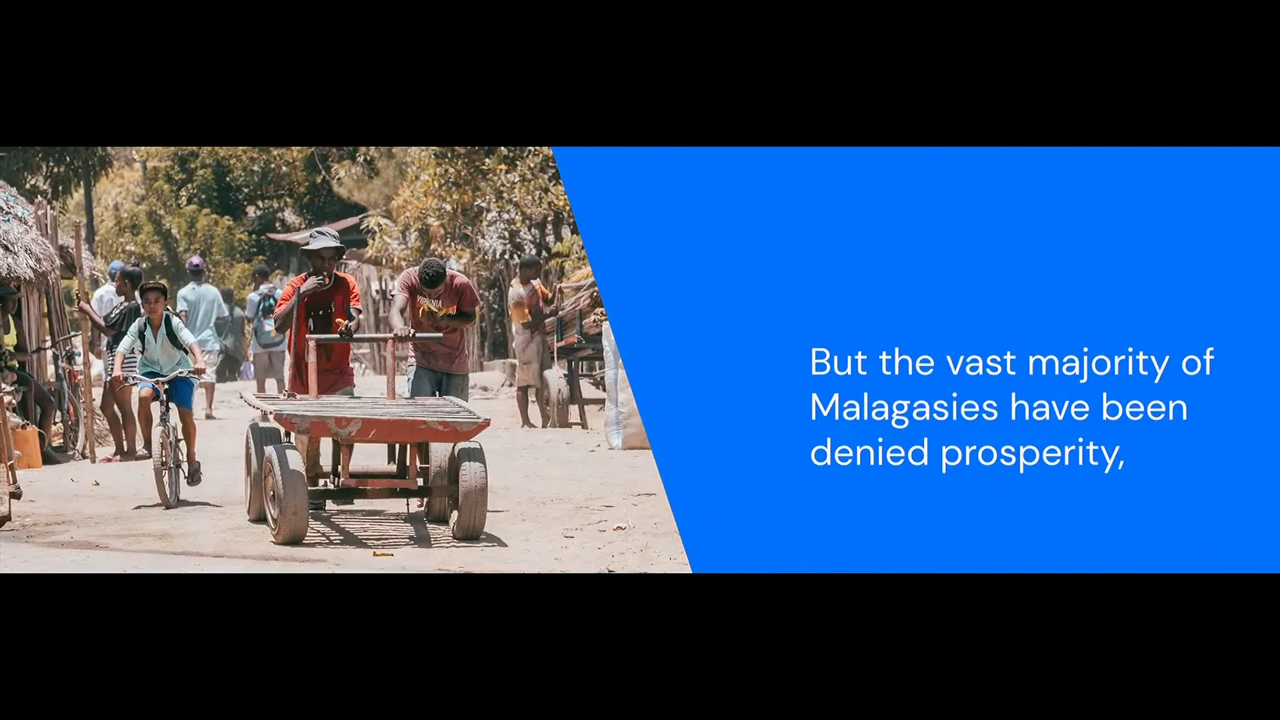 But the vast majority of
Malagasies have been
denied prosperity,